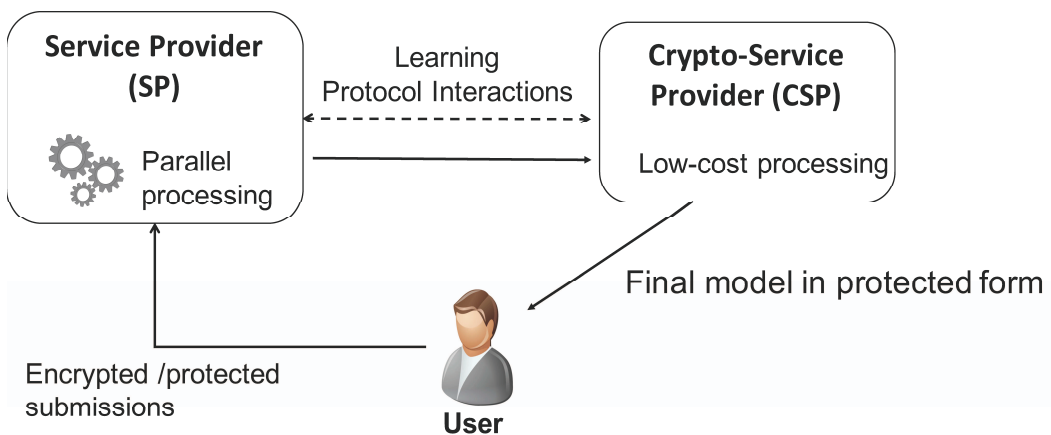 Service Provider
(SP)
Parallel
processing
Learning
Protocol Interactions
Crypto-Service
Provider (CSP)
Low-cost processing
Final model in protected form
Encrypted /protected
submissions
User